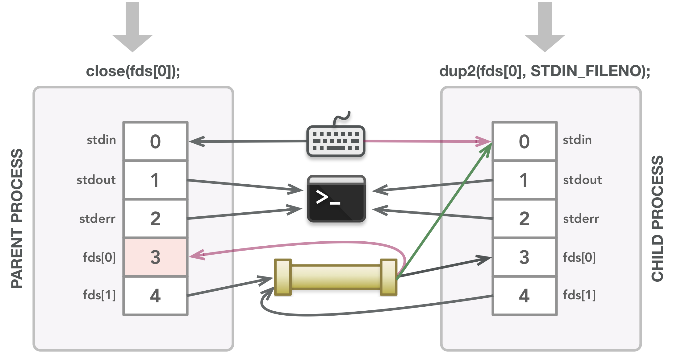 close(fds[0]);
dup2(fds[0], STDIN_FILENO);
PARENT PROCESS
stdin 0
stdout 1
stderr 2
fds[0] 3
fds[1] 4
>_
0 stdin
1 stdout
2 stderr
3 fds[0]
4 fds[1]
CHILD PROCESS